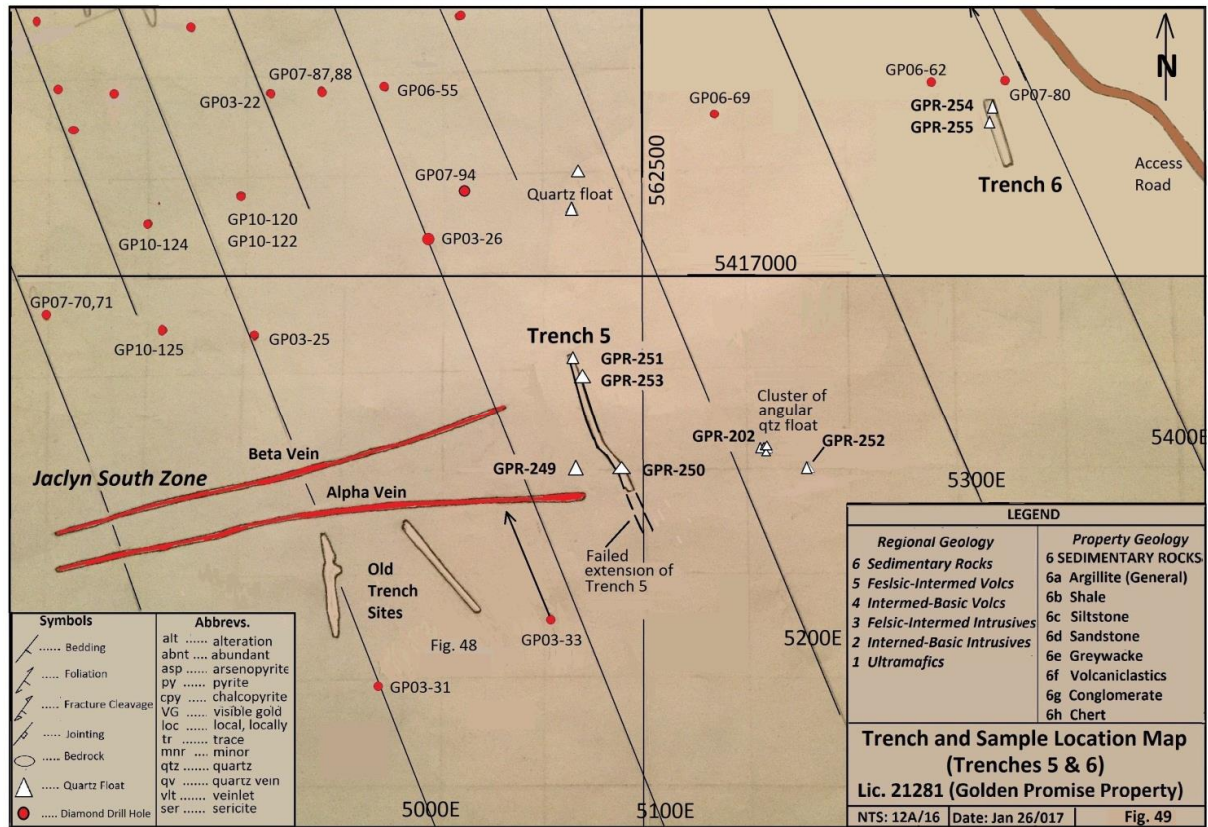 GP07-87,88
GP03-22
GP06-55
GP06-69
GP06-62
GP07-80
N
GPR-254
GPR-255
Trench 6
Access
Road
GP07-94
Quartz float
562500
GP10-124
GP10-120
GP10-122
GP03-26
5417000
GP07-70,71
GP10-125
GP03-25
Trench 5
GPR-251
GPR-253
Cluster of
angular
qtz float
GPR-202
GPR-252
5400E
5300E
Beta Vein
GPR-249
GPR-250
Jaclyn South Zone
Alpha Vein
Failed
extension of
Trench 5
Old
Trench
Sites
Fig. 48
GP03-33
5200E
GP03-31
5000E
5100E
Symbols
..... Bedding
..... Foliation
..... Fracture Cleavage
..... Jointing
..... Bedrock
..... Quartz Float
..... Diamond Drill Hole
Abbrevs.
alt ...... alteration
abnt .... abundant
asp ..... arsenopyrite
py ...... pyrite
cpy ..... chalcopyrite
VG ...... visible gold
loc ...... local, locally
tr ...... trace
mnr .... minor
qtz ...... quartz
qv ...... quartz vein
vlt ...... veinlet
ser ...... sericite
LEGEND
Regional Geology
6 Sedimentary Rocks
5 Feslsic-Intermed Volcs
4 Intermed-Basic Volcs
3 Felsic-Intermed Intrusives
2 Interned-Basic Intrusives
1 Ultramafics
Property Geology
6 SEDIMENTARY ROCKS
6a Argillite (General)
6b Shale
6c Siltstone
6d Sandstone
6e Greywacke
6f Volcaniclastics
6g Conglomerate
6h Chert
Trench and Sample Location Map
(Trenches 5 & 6)
Lic. 21281 (Golden Promise Property)
NTS: 12A/16 Date: Jan 26/017 Fig. 49